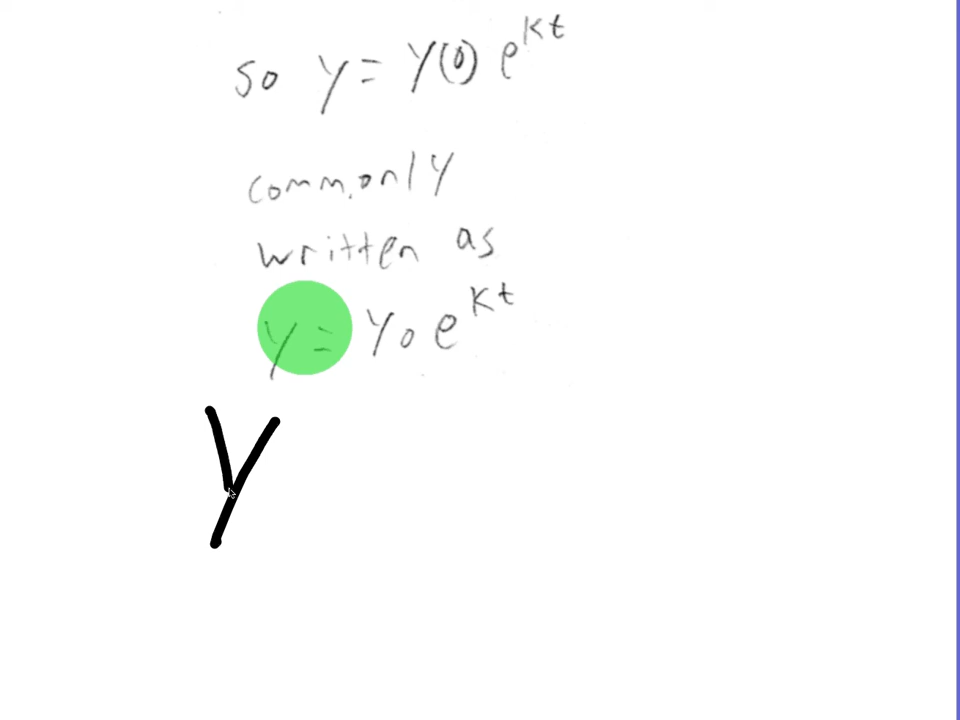 so y = y(0) e^kt
commonly
written as
y = y0 e^kt
y